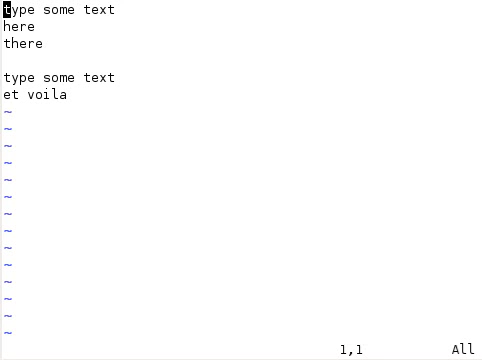 type some text
here
there

type some text
et voila
~
~
~
~
~
~
~
~
~
~
~
~
~
~
1,1 All